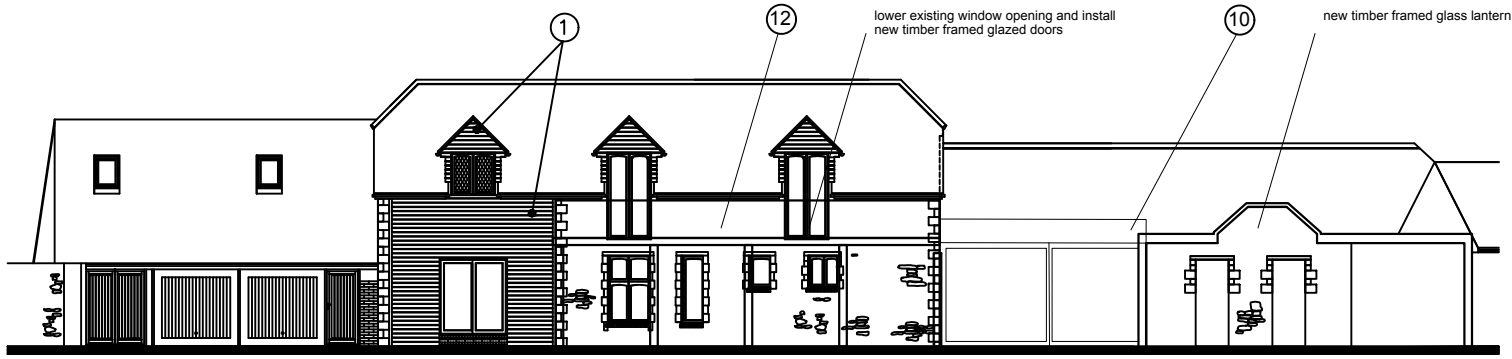 1
12
lower existing window opening and install
new timber framed glazed doors
10
new timber framed glass lantern